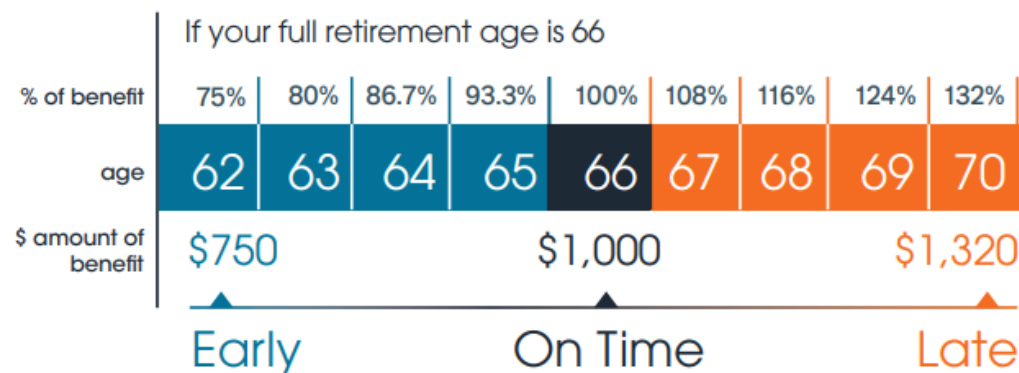 If your full retirement age is 66
% of benefit 75% 80% 86.7% 93.3% 100% 108% 116% 124% 132%
age 62 63 64 65 66 67 68 69 70
$ amount of
benefit
$750 $1,000 $1,320
Early On Time Late